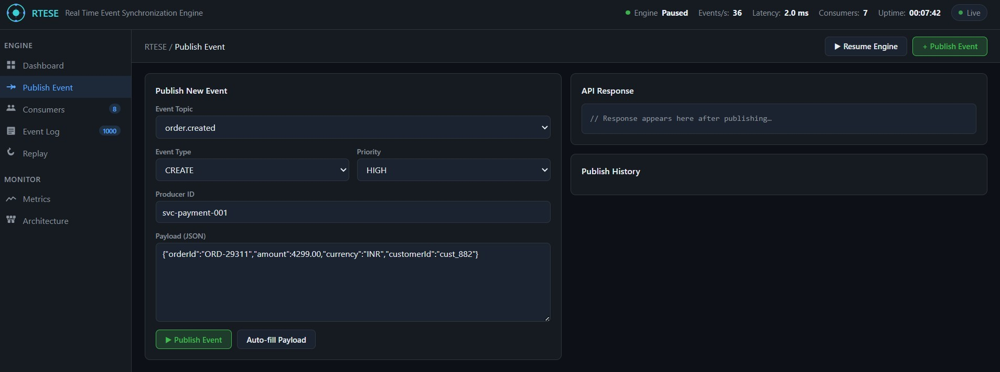 RTESE Real Time Event Synchronization Engine Engine Paused Events/s: 36 Latency: 2.0 ms Consumers: 7 Uptime: 00:07:42 Live
ENGINE
Dashboard
Publish Event
Consumers 8
Event Log 1000
Replay
MONITOR
Metrics
Architecture
RTESE / Publish Event
▶ Resume Engine
+ Publish Event
Publish New Event
Event Topic
order.created
Event Type
CREATE
Priority
HIGH
Producer ID
svc-payment-001
Payload (JSON)
{"orderId":"ORD-29311","amount":4299.00,"currency":"INR","customerId":"cust_882"}
▶ Publish Event
Auto-fill Payload
API Response
// Response appears here after publishing…
Publish History